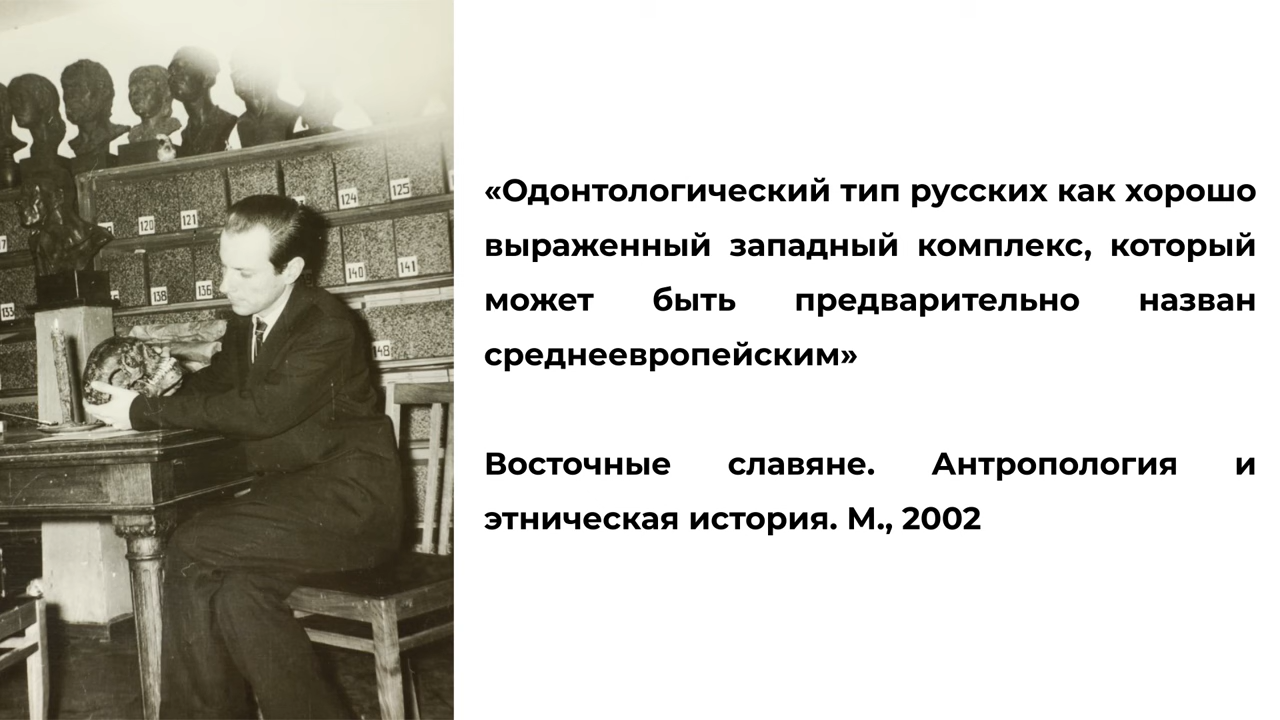 «Одонтологический тип русских как хорошо
выраженный западный комплекс, который
может быть предварительно назван
среднеевропейским»
Восточные славяне. Антропология и
этническая история. М., 2002
124
125
120
121
140
141
138
136
133
148